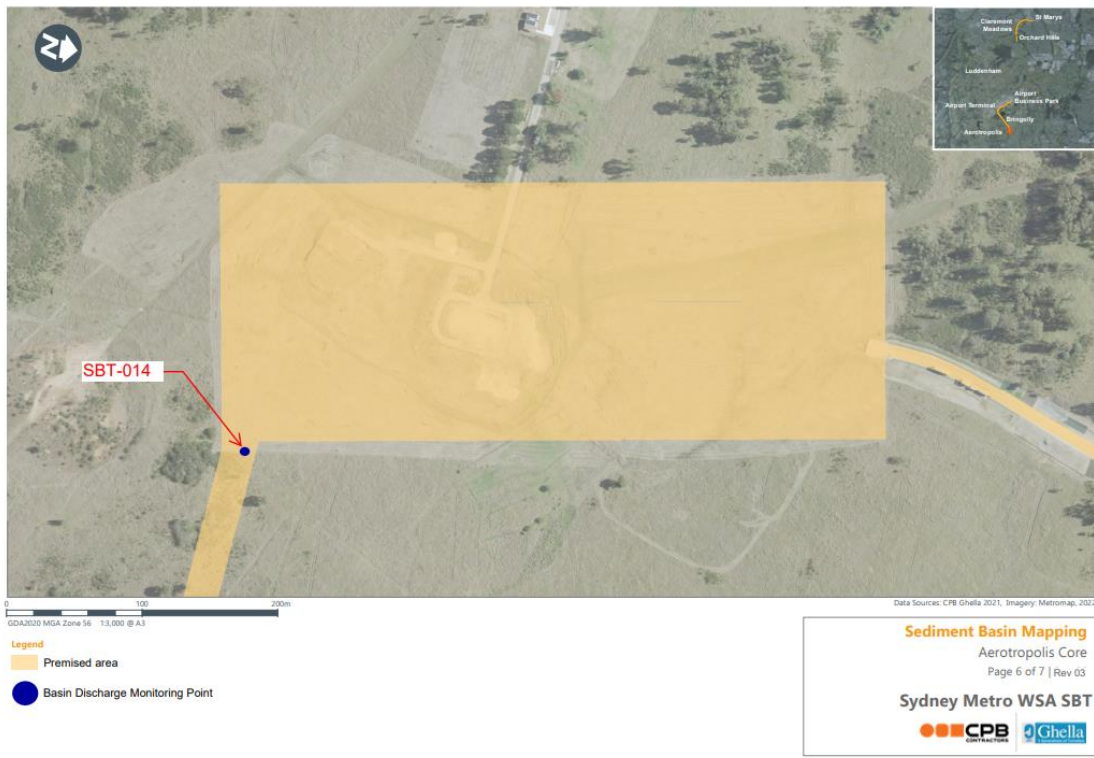 N
St Marys
Claremont
Meadows
Orchard Hills
Luddenham
Airport
Business Park
Airport Terminal
Bringelly
Aerotropolis
SBT-014
0 100 200m
GDA2020 MGA Zone 56 1:3,000 @ A3
Data Sources: CPB Ghella 2021, Imagery: Metromap, 2022
Legend
Premised area
Basin Discharge Monitoring Point
Sediment Basin Mapping
Aerotropolis Core
Page 6 of 7 | Rev 03
Sydney Metro WSA SBT
CPB
CONTRACTORS
Ghella